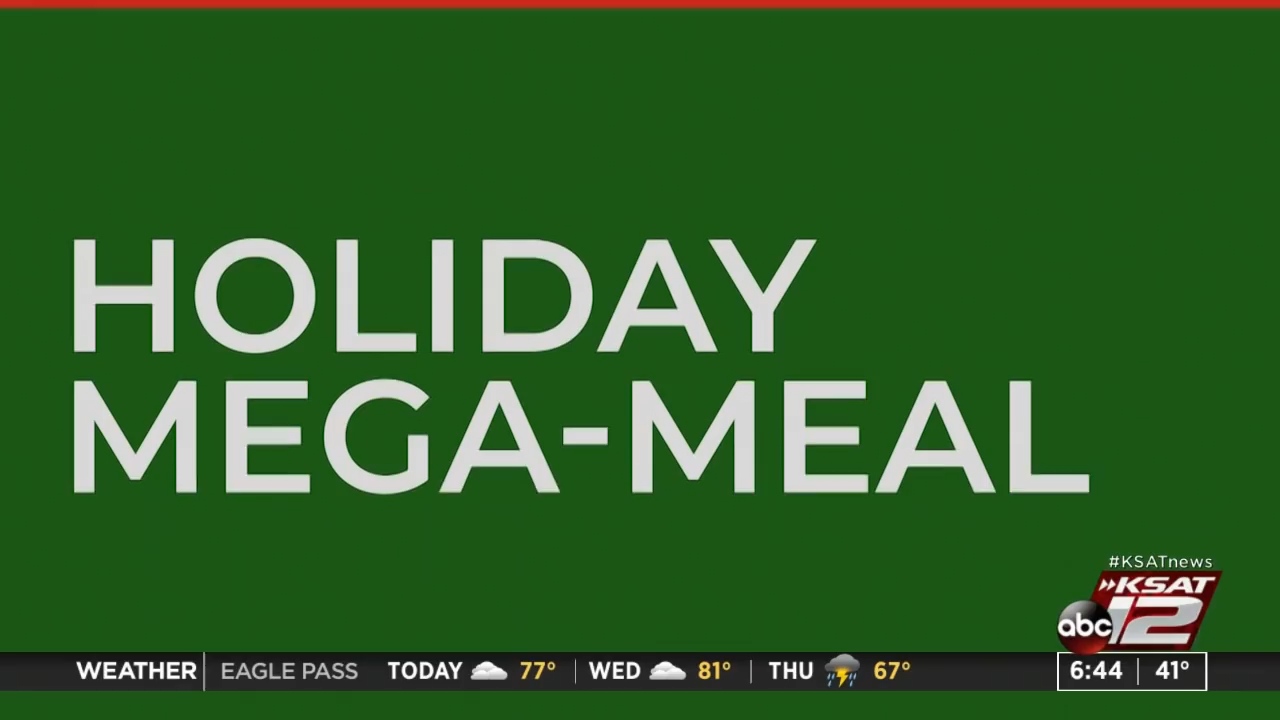 HOLIDAY
MEGA-MEAL
#KSATnews
KSAT
abc 12
WEATHER EAGLE PASS TODAY 77° WED 81° THU 67° 6:44 41°